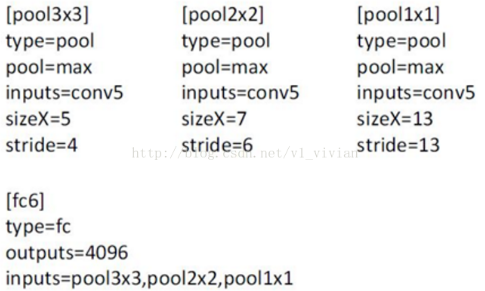 [pool3x3] [pool2x2] [pool1x1]
type=pool type=pool type=pool
pool=max pool=max pool=max
inputs=conv5 inputs=conv5 inputs=conv5
sizeX=5 sizeX=7 sizeX=13
stride=4 stride=6 stride=13
http://blog.csdn.net/v1_vivian
[fc6]
type=fc
outputs=4096
inputs=pool3x3,pool2x2,pool1x1